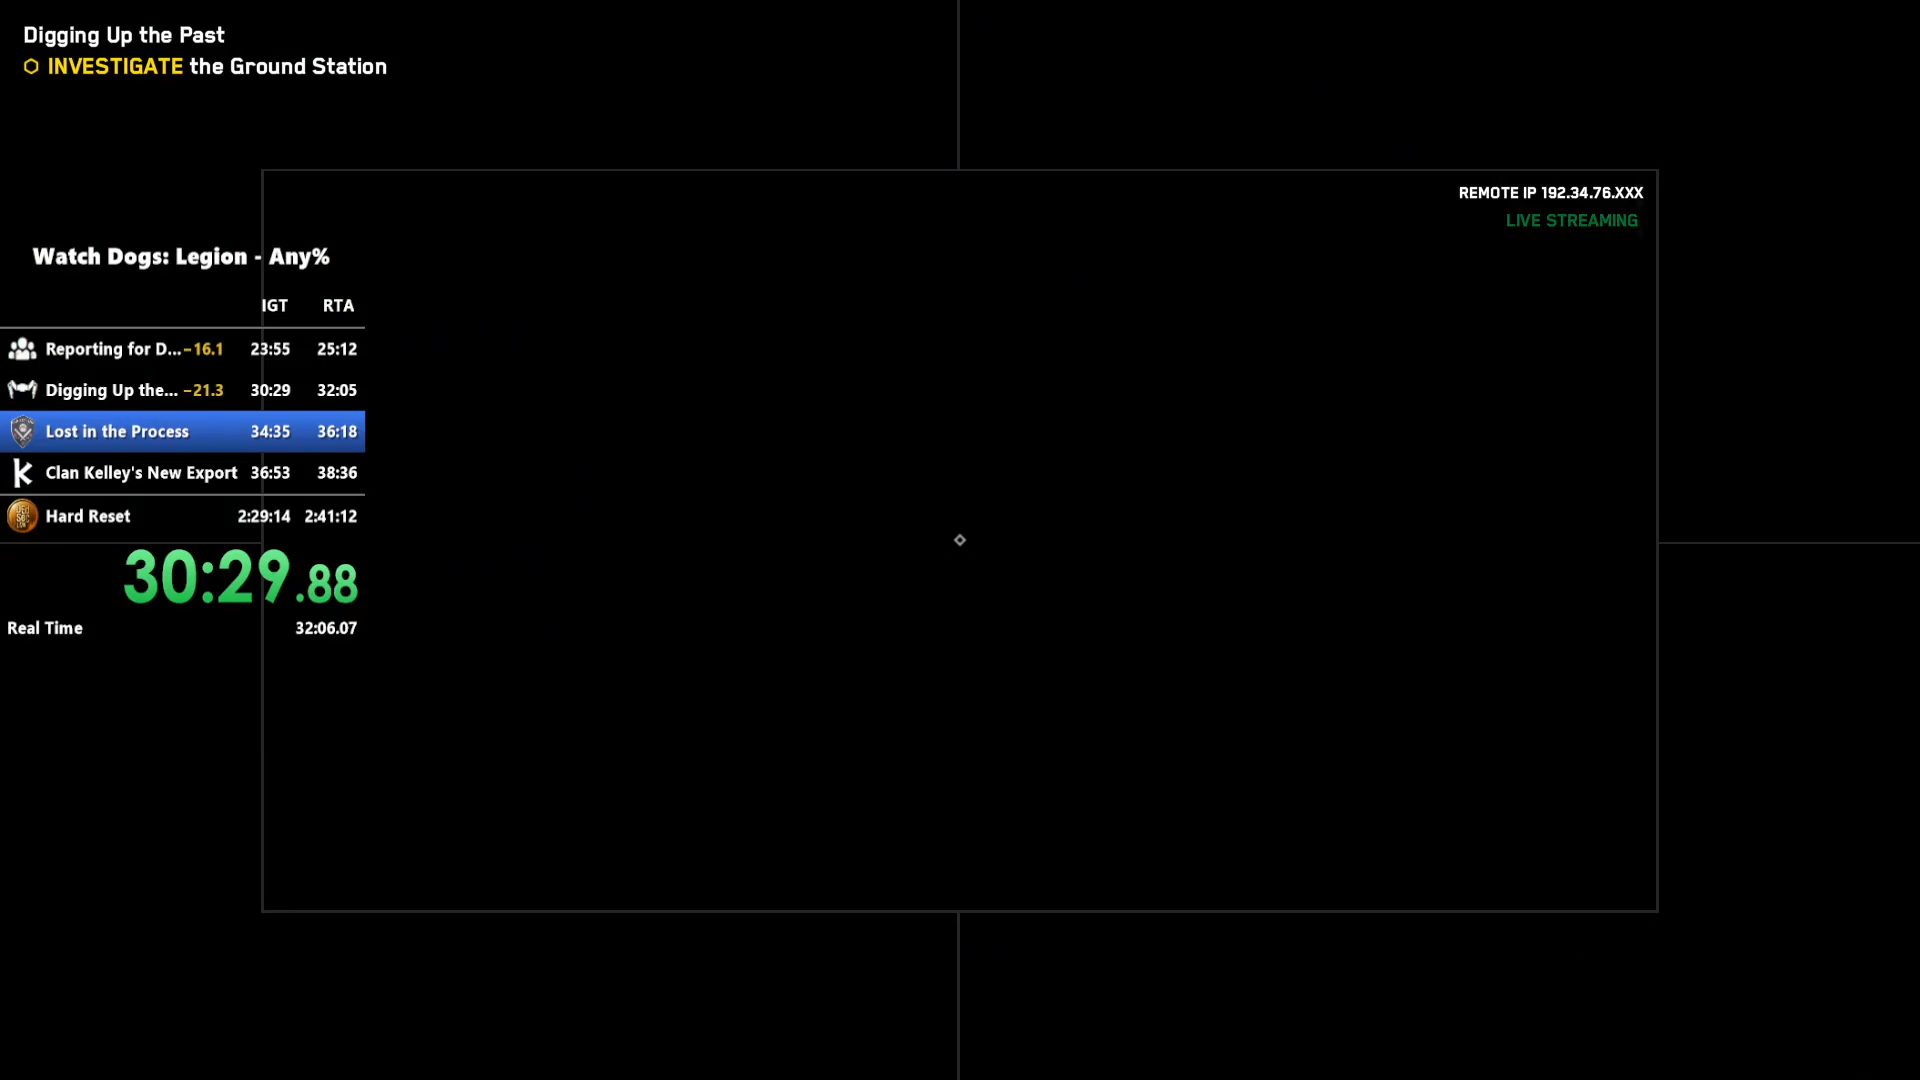 Digging Up the Past
INVESTIGATE the Ground Station
REMOTE IP 192.34.76.XXX
LIVE STREAMING
Watch Dogs: Legion - Any%
IGT RTA
Reporting for D... -16.1 23:55 25:12
Digging Up the... -21.3 30:29 32:05
Lost in the Process 34:35 36:18
Clan Kelley's New Export 36:53 38:36
Hard Reset 2:29:14 2:41:12
30:29.88
Real Time 32:06.07